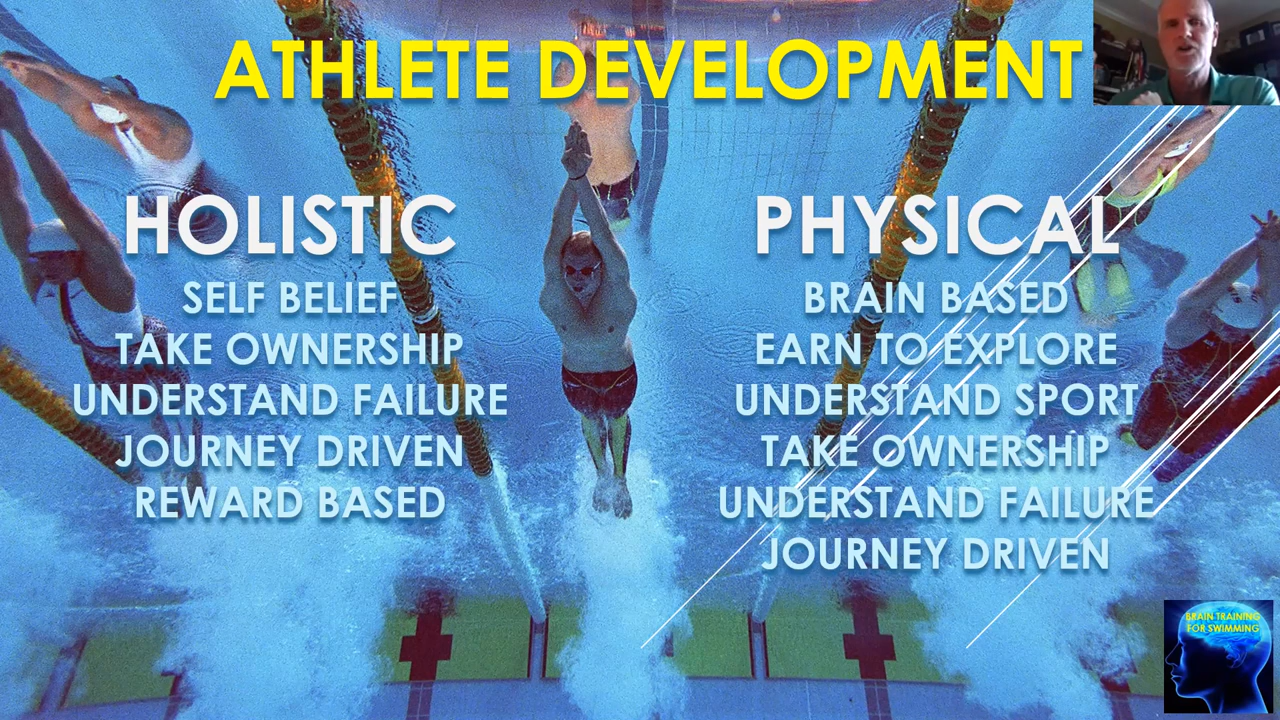 ATHLETE DEVELOPMENT
HOLISTIC
SELF BELIEF
TAKE OWNERSHIP
UNDERSTAND FAILURE
JOURNEY DRIVEN
REWARD BASED
PHYSICAL
BRAIN BASED
EARN TO EXPLORE
UNDERSTAND SPORT
TAKE OWNERSHIP
UNDERSTAND FAILURE
JOURNEY DRIVEN
BRAIN TRAINING
FOR SWIMMING